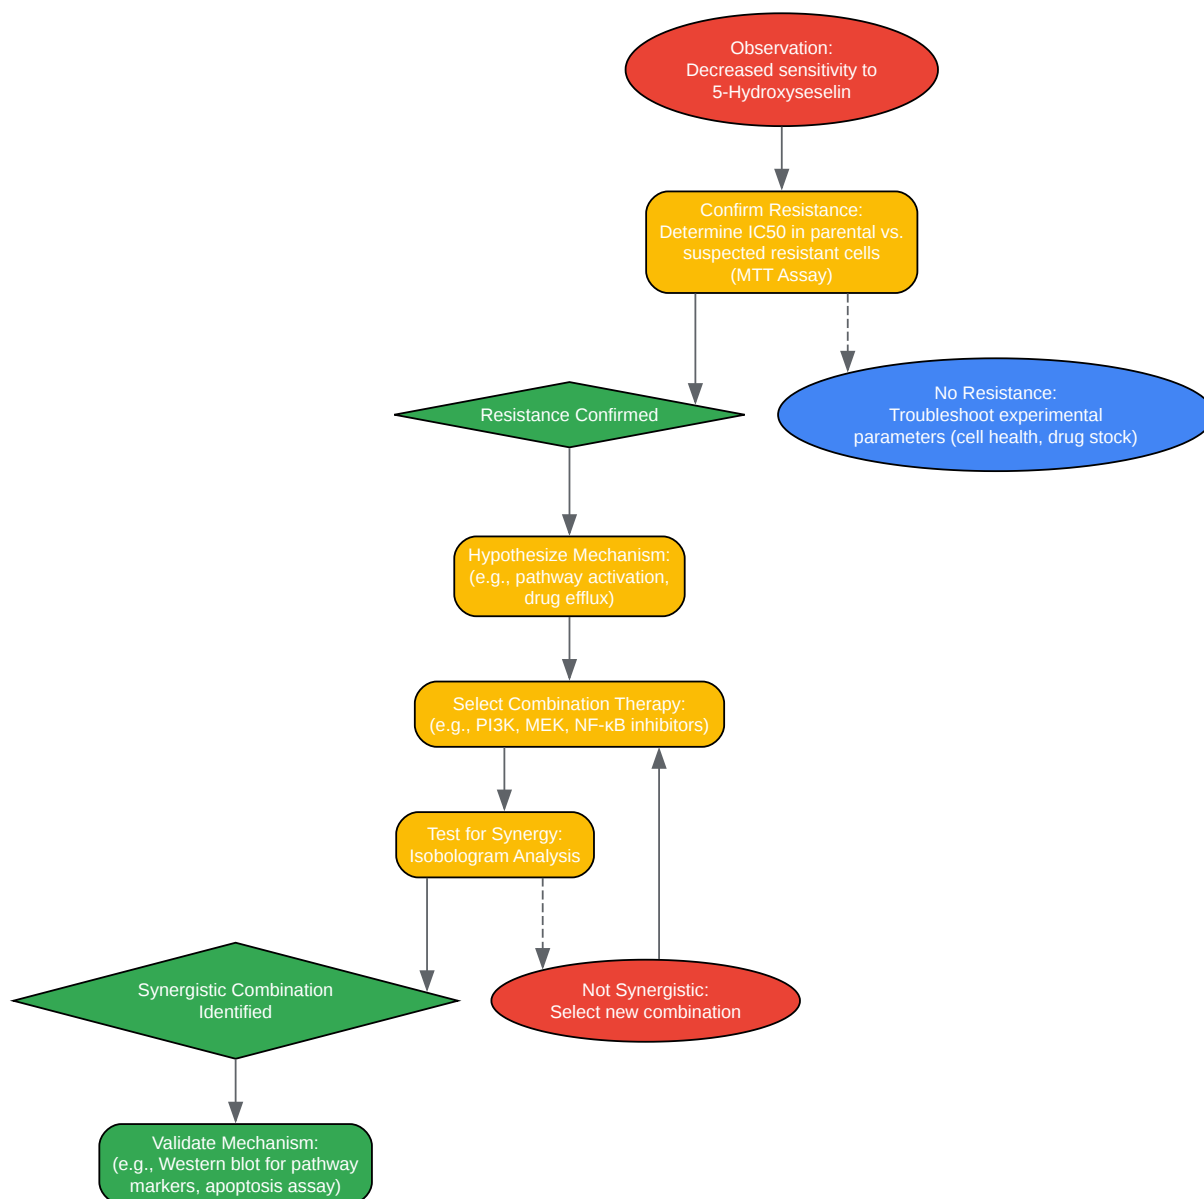 Observation:
Decreased sensitivity to
5-Hydroxyseselin
Confirm Resistance:
Determine IC50 in parental vs.
suspected resistant cells
(MTT Assay)
Resistance Confirmed
No Resistance:
Troubleshoot experimental
parameters (cell health, drug stock)
Hypothesize Mechanism:
(e.g., pathway activation,
drug efflux)
Select Combination Therapy:
(e.g., PI3K, MEK, NF-κB inhibitors)
Test for Synergy:
Isobologram Analysis
Synergistic Combination
Identified
Not Synergistic:
Select new combination
Validate Mechanism:
(e.g., Western blot for pathway
markers, apoptosis assay)